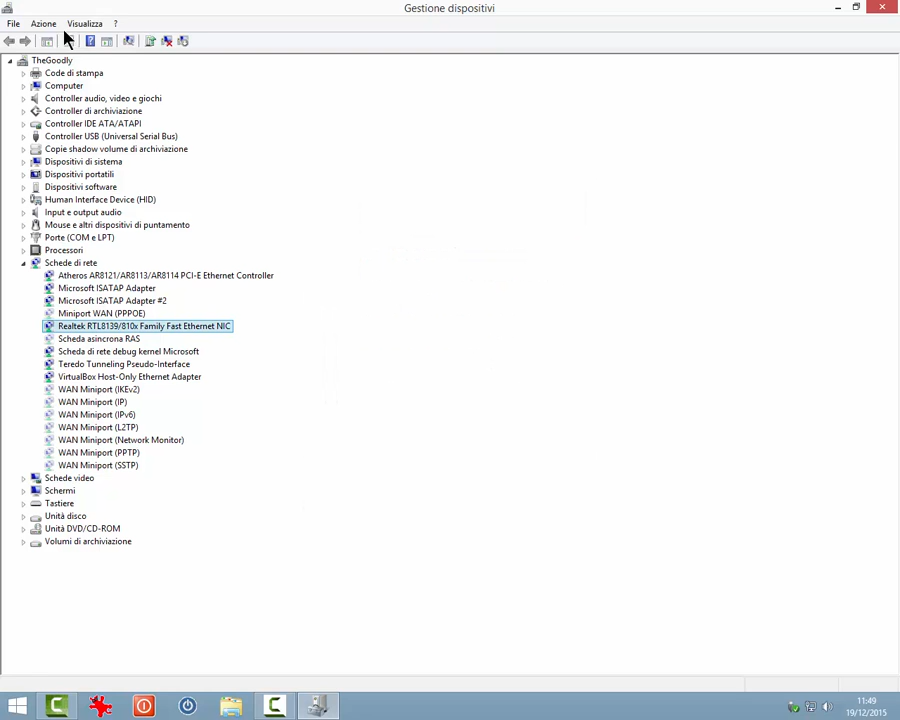 Gestione dispositivi
File Azione Visualizza ?
TheGoodly
Code di stampa
Computer
Controller audio, video e giochi
Controller di archiviazione
Controller IDE ATA/ATAPI
Controller USB (Universal Serial Bus)
Copie shadow volume di archiviazione
Dispositivi di sistema
Dispositivi portatili
Dispositivi software
Human Interface Device (HID)
Input e output audio
Mouse e altri dispositivi di puntamento
Porte (COM e LPT)
Processori
Schede di rete
Atheros AR8121/AR8113/AR8114 PCI-E Ethernet Controller
Microsoft ISATAP Adapter
Microsoft ISATAP Adapter #2
Miniport WAN (PPPOE)
Realtek RTL8139/810x Family Fast Ethernet NIC
Scheda asincrona RAS
Scheda di rete debug kernel Microsoft
Teredo Tunneling Pseudo-Interface
VirtualBox Host-Only Ethernet Adapter
WAN Miniport (IKEv2)
WAN Miniport (IP)
WAN Miniport (IPv6)
WAN Miniport (L2TP)
WAN Miniport (Network Monitor)
WAN Miniport (PPTP)
WAN Miniport (SSTP)
Schede video
Schermi
Tastiere
Unità disco
Unità DVD/CD-ROM
Volumi di archiviazione
11:49
19/12/2015